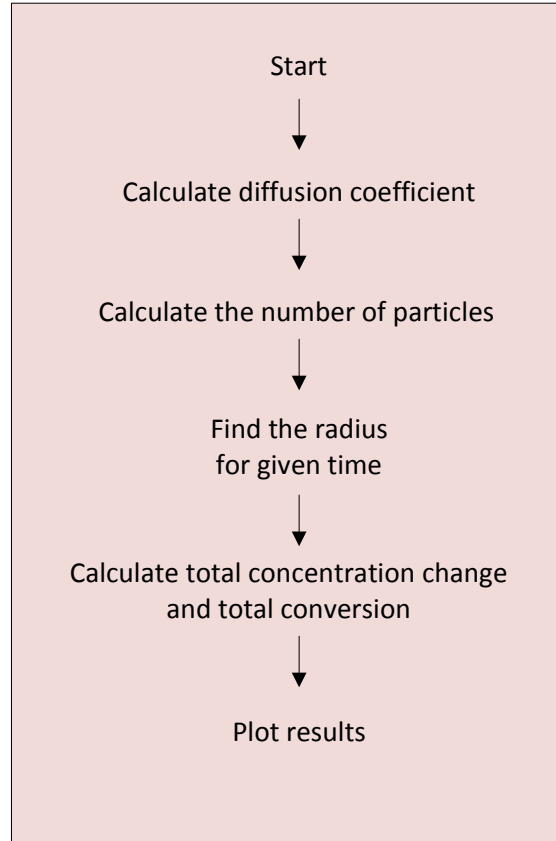 Start
Calculate diffusion coefficient
Calculate the number of particles
Find the radius
for given time
Calculate total concentration change
and total conversion
Plot results